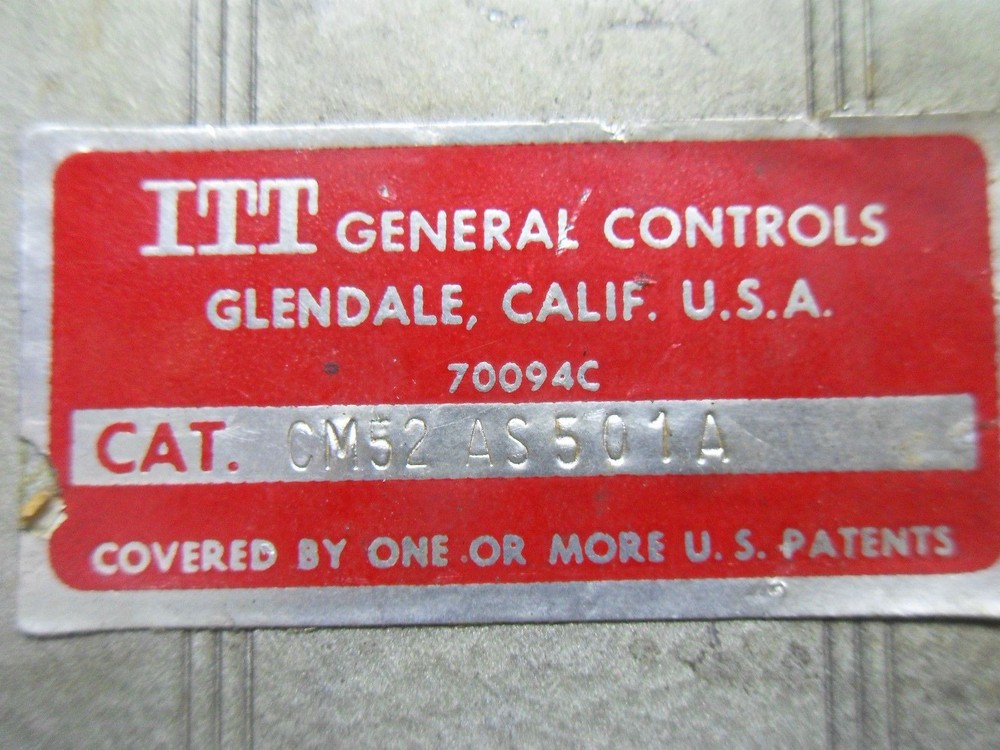 ITT GENERAL CONTROLS
GLENDALE, CALIF. U.S.A.
70094C
CAT. CM52 AS501A
COVERED BY ONE OR MORE U.S. PATENTS